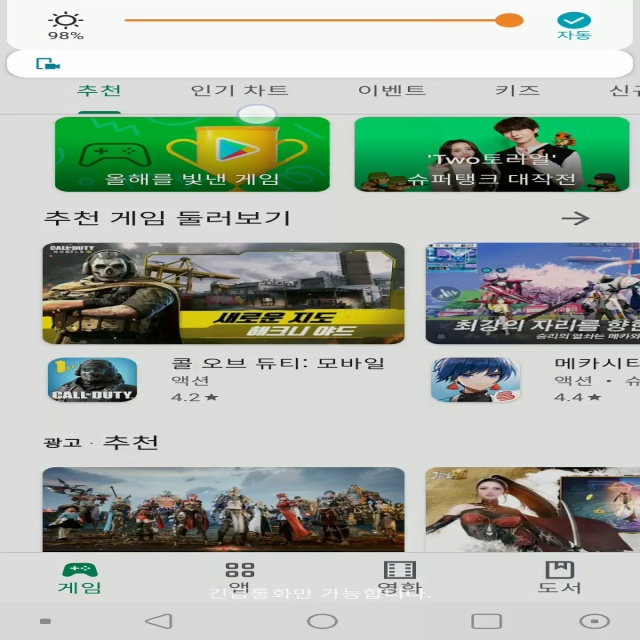 98%
자동
추천 인기 차트 이벤트 키즈 신규
올해를 빛낸 게임
'Two토라일'
슈퍼탱크 대작전
추천 게임 둘러보기
CALL OF DUTY
MOBILE
새로운 지도
해크니 야드
최강의 자리를 향한
승리의 열쇠는 메카와
CALL OF DUTY
콜 오브 듀티: 모바일
액션
4.2★
메카시티
액션 · 슈
4.4★
광고 · 추천
게임 앱 영화 도서
긴급통화만 가능합니다.